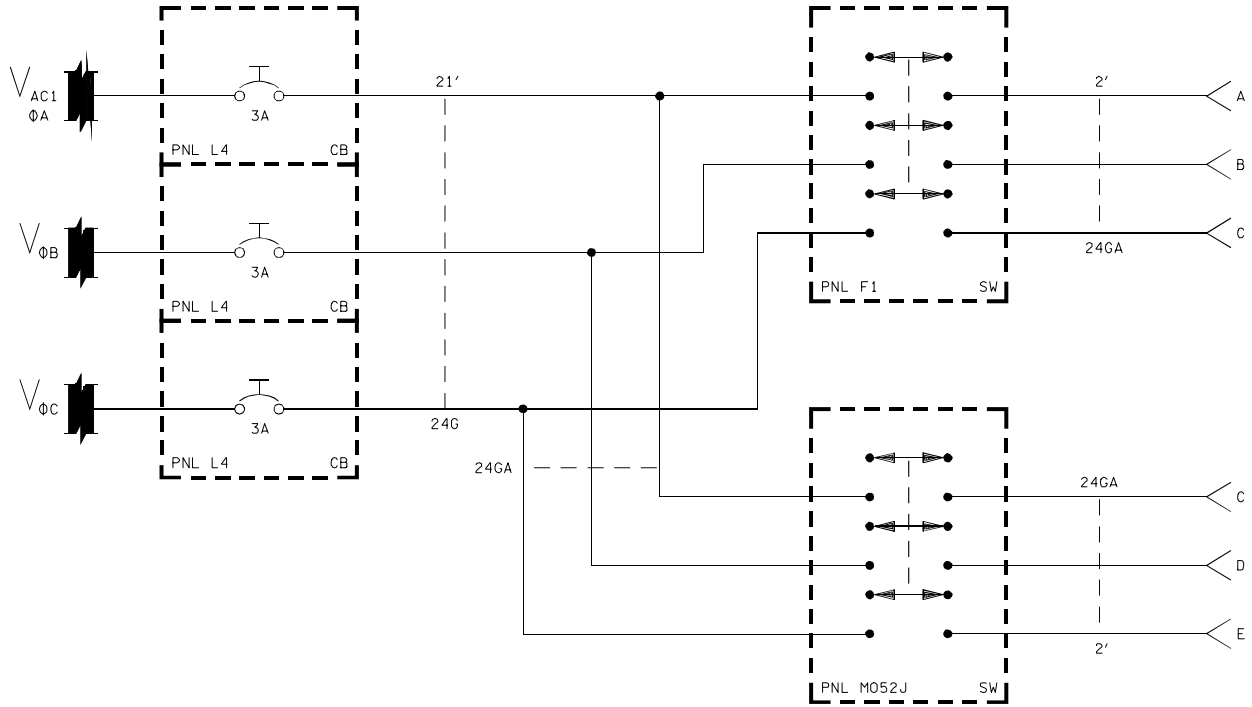 AC1
ΦA
3A
PNL L4 CB
21'
2'
A
B
C
24GA
PNL F1 SW
ΦB
3A
PNL L4 CB
ΦC
3A
PNL L4 CB
24G
24GA
24GA
C
D
E
2'
PNL MO52J SW